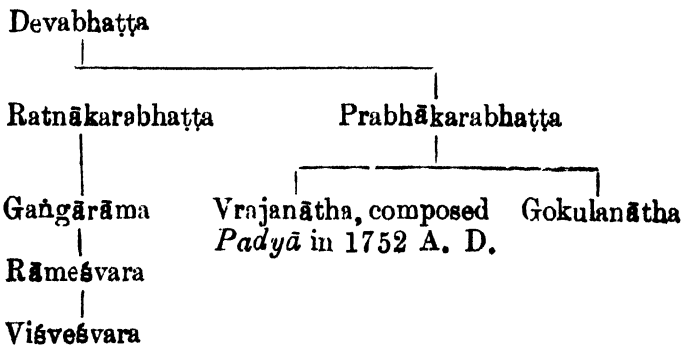 Devabhaṭṭa
Ratnākarabhaṭṭa Prabhākarabhaṭṭa
Gaṅgārāma Vrajanātha, composed Gokulanātha
Padyā in 1752 A. D.
Rāmeśvara
Viśveśvara